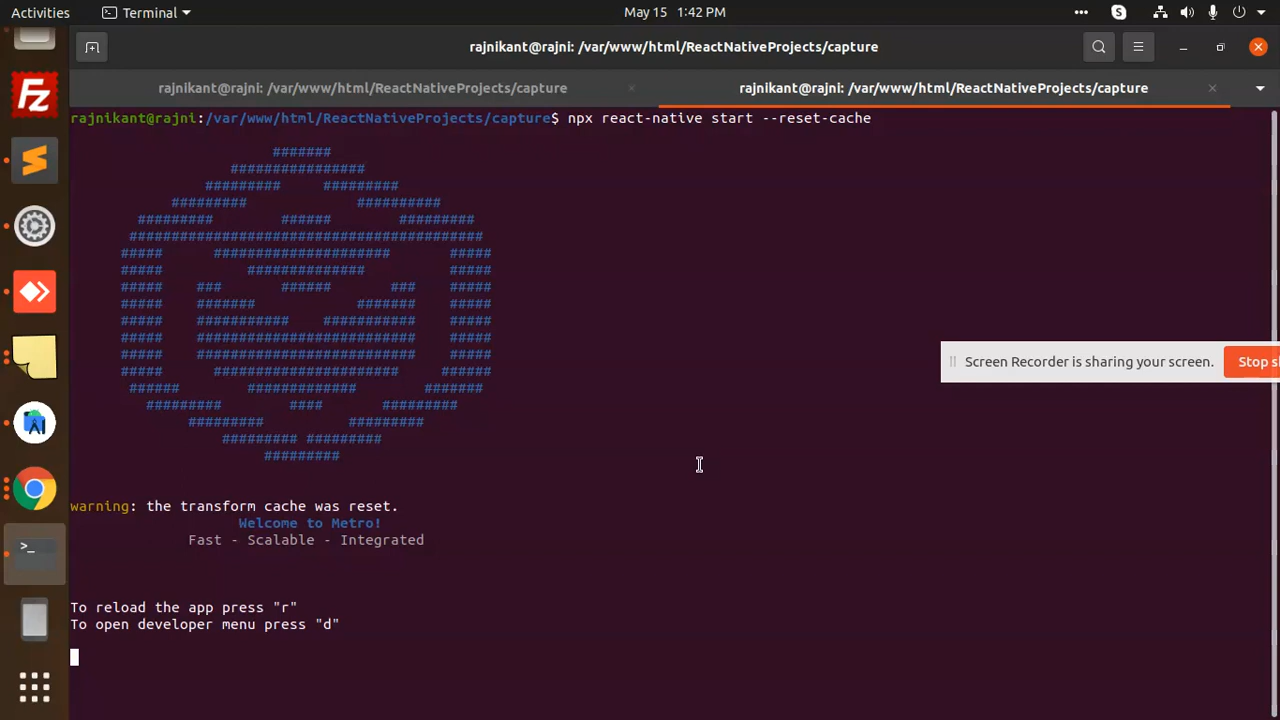 Activities Terminal May 15 1:42 PM
rajnikant@rajni: /var/www/html/ReactNativeProjects/capture
rajnikant@rajni: /var/www/html/ReactNativeProjects/capture × rajnikant@rajni: /var/www/html/ReactNativeProjects/capture ×
rajnikant@rajni:/var/www/html/ReactNativeProjects/capture$ npx react-native start --reset-cache
Screen Recorder is sharing your screen. Stop
warning: the transform cache was reset.
Welcome to Metro!
Fast - Scalable - Integrated
To reload the app press "r"
To open developer menu press "d"